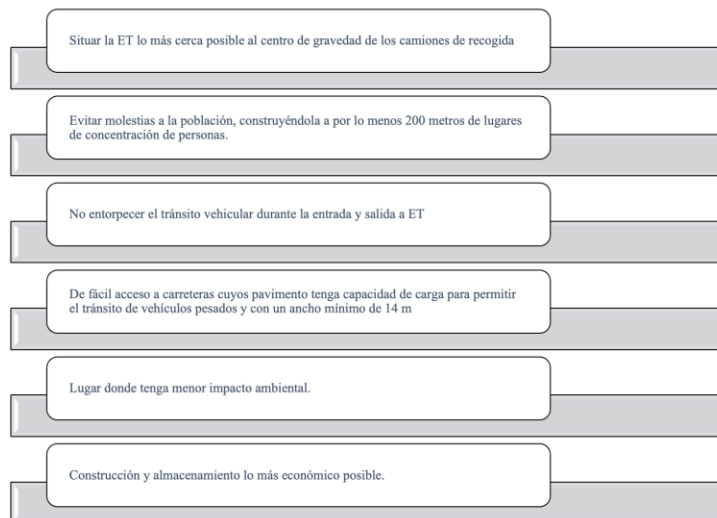 Situar la ET lo más cerca posible al centro de gravedad de los camiones de recogida
Evitar molestias a la población, construyéndola a por lo menos 200 metros de lugares
de concentración de personas.
No entorpecer el tránsito vehicular durante la entrada y salida a ET
De fácil acceso a carreteras cuyos pavimento tenga capacidad de carga para permitir
el tránsito de vehículos pesados y con un ancho mínimo de 14 m
Lugar donde tenga menor impacto ambiental.
Construcción y almacenamiento lo más económico posible.